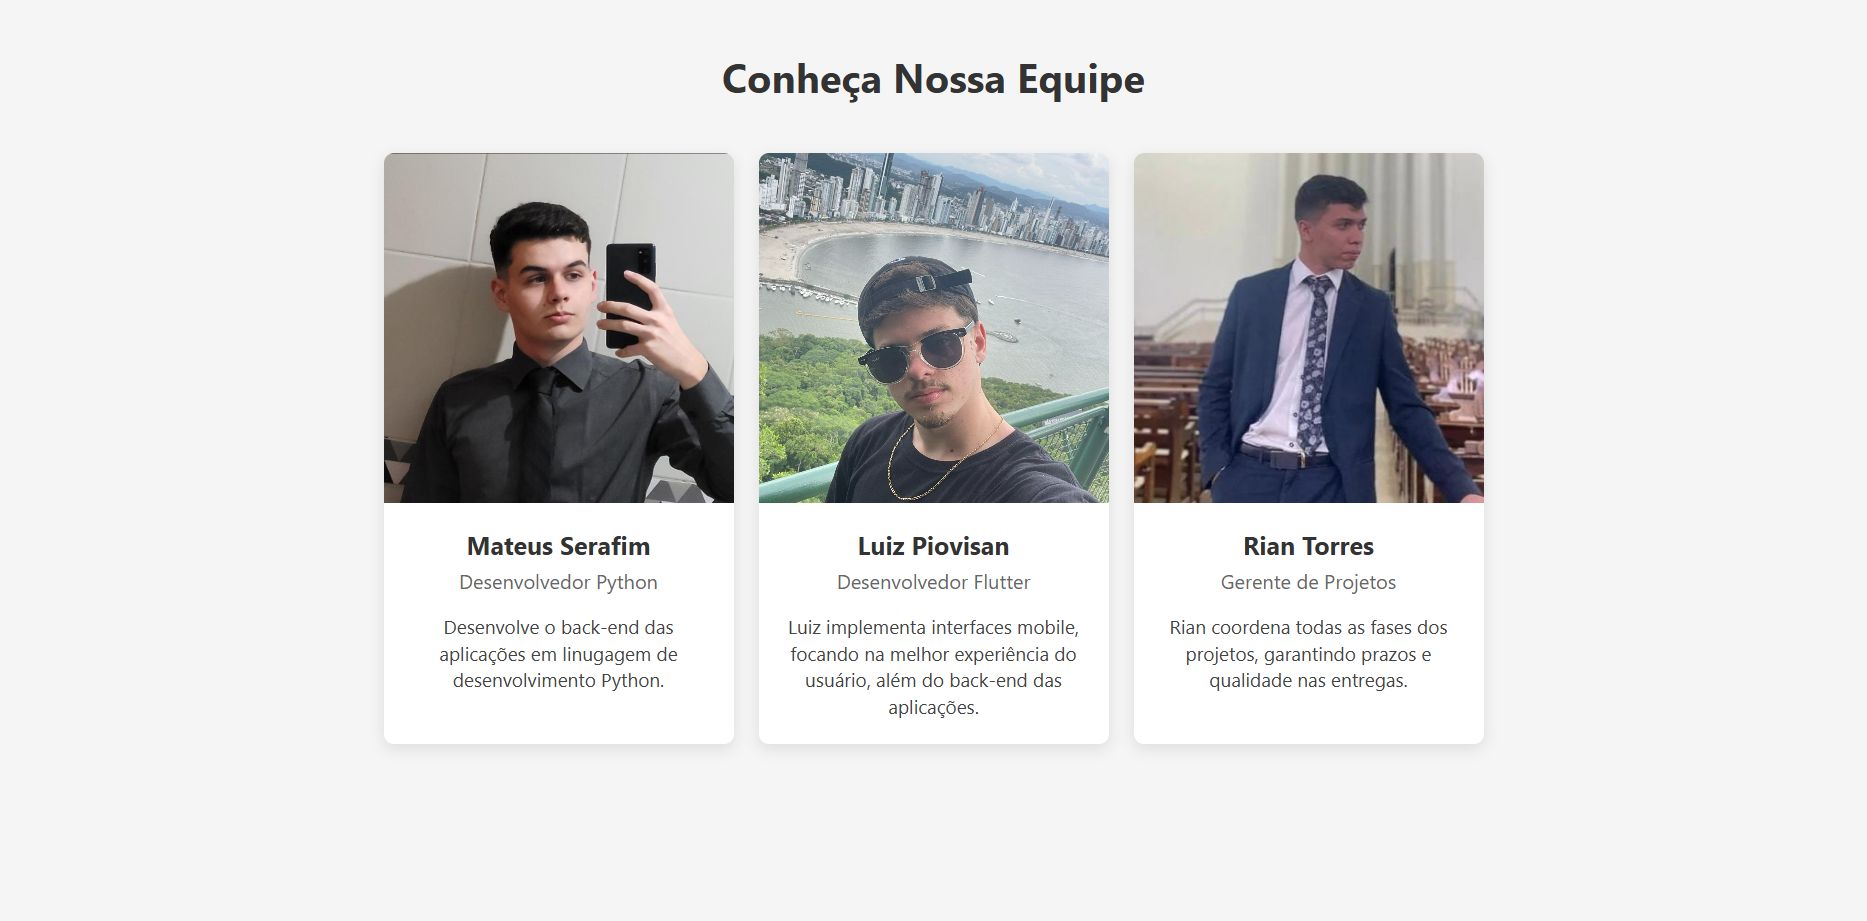 Conheça Nossa Equipe
Mateus Serafim
Desenvolvedor Python
Desenvolve o back-end das
aplicações em linugagem de
desenvolvimento Python.
Luiz Piovisan
Desenvolvedor Flutter
Luiz implementa interfaces mobile,
focando na melhor experiência do
usuário, além do back-end das
aplicações.
Rian Torres
Gerente de Projetos
Rian coordena todas as fases dos
projetos, garantindo prazos e
qualidade nas entregas.